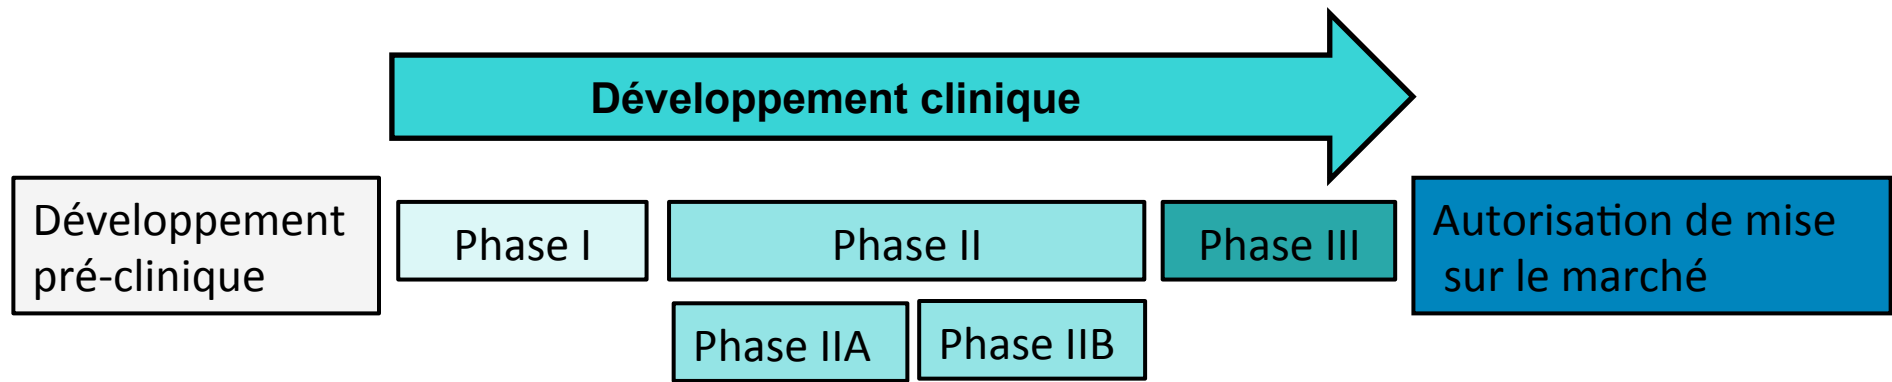 Développement clinique
Développement
pré-clinique
Phase I
Phase II
Phase III
Autorisation de mise
sur le marché
Phase IIA
Phase IIB